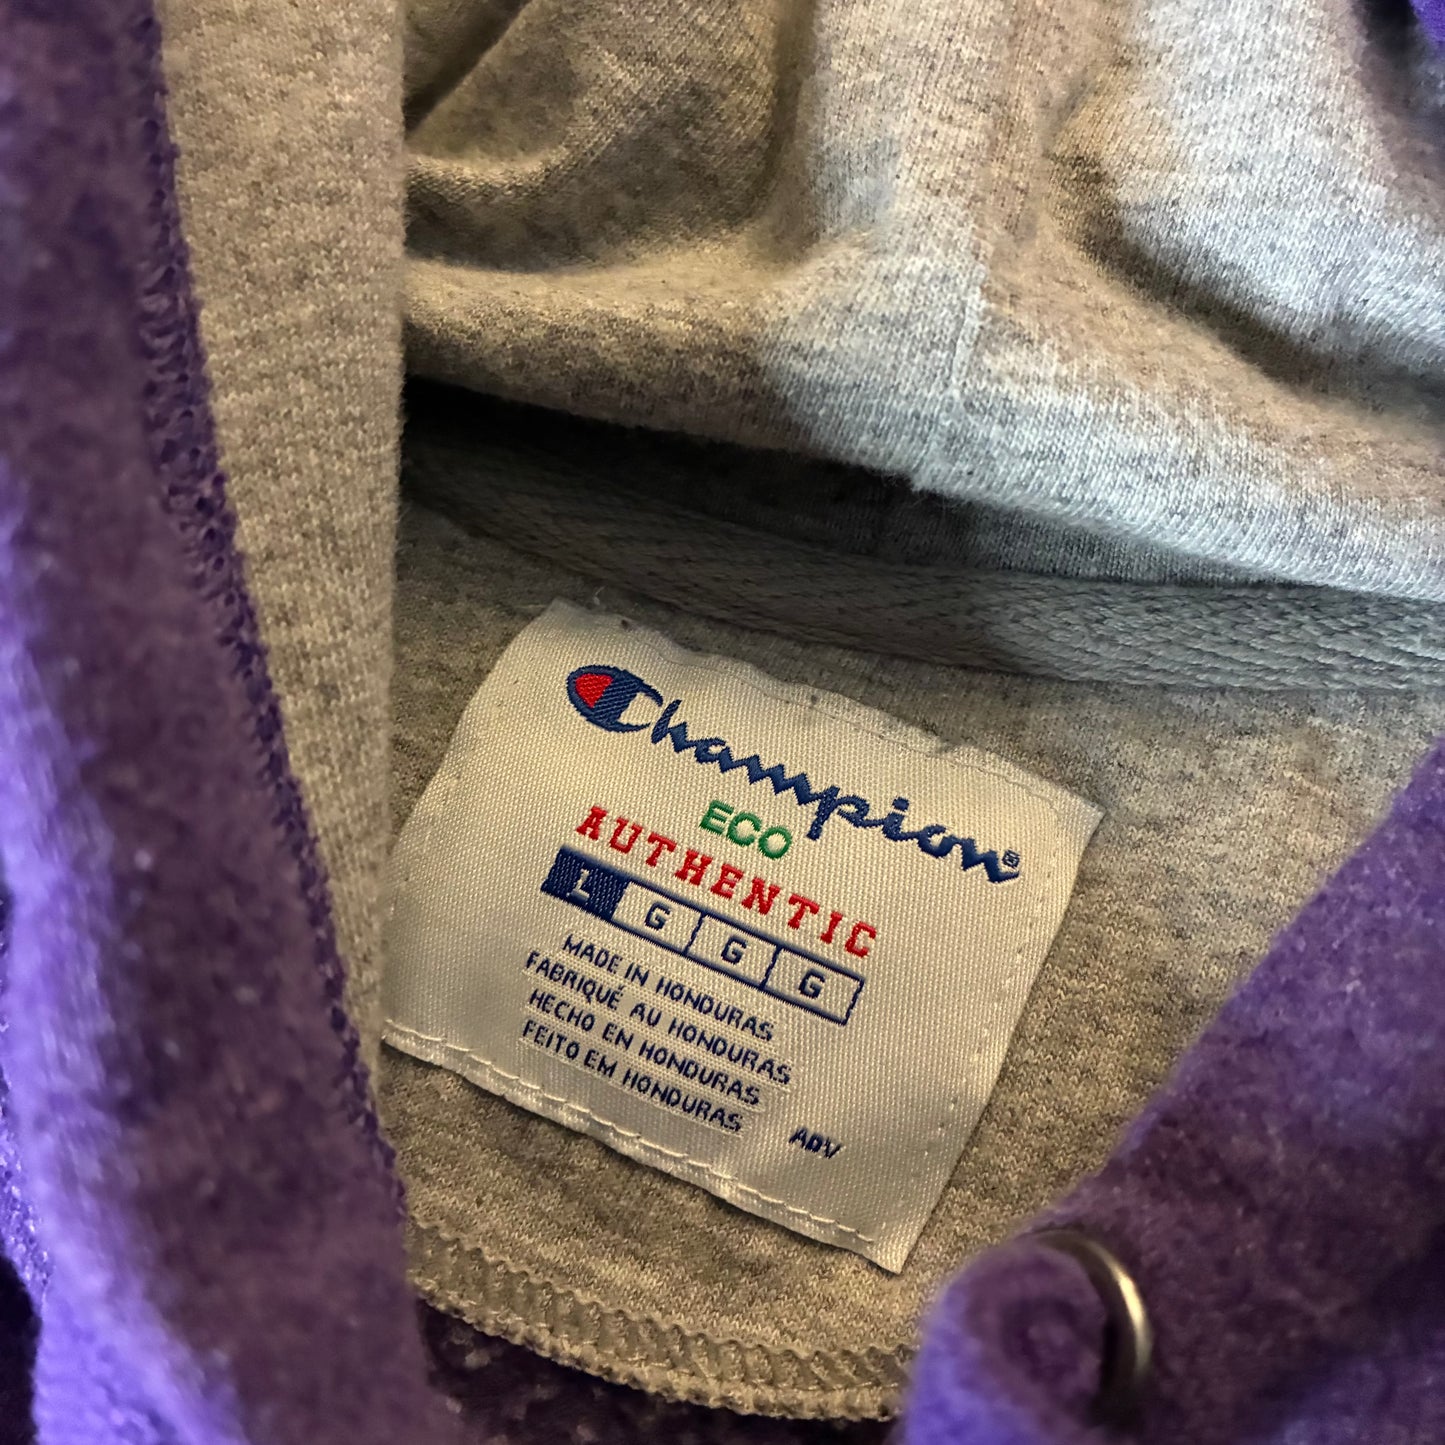 Champion®
ECO
AUTHENTIC
L G G G
MADE IN HONDURAS
FABRIQUÉ AU HONDURAS
HECHO EN HONDURAS
FEITO EM HONDURAS
ADV